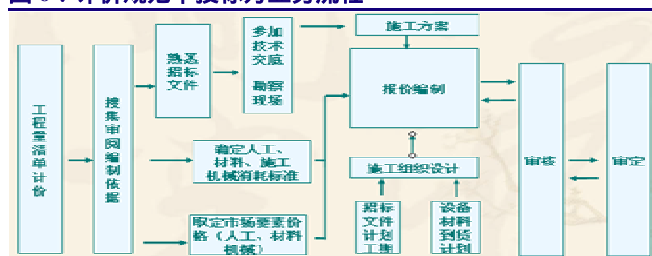 工程量清单计价
搜集审阅编制依据
熟悉
招标
文件
参加
技术
交底
勘察
现场
施工方案
报价编制
确定人工、
材料、施工
机械消耗标准
施工组织设计
取定市场要素价
格（人工、材料
机械）
招标
文件
计划
工期
设备
材料
到货
计划
审核
审定